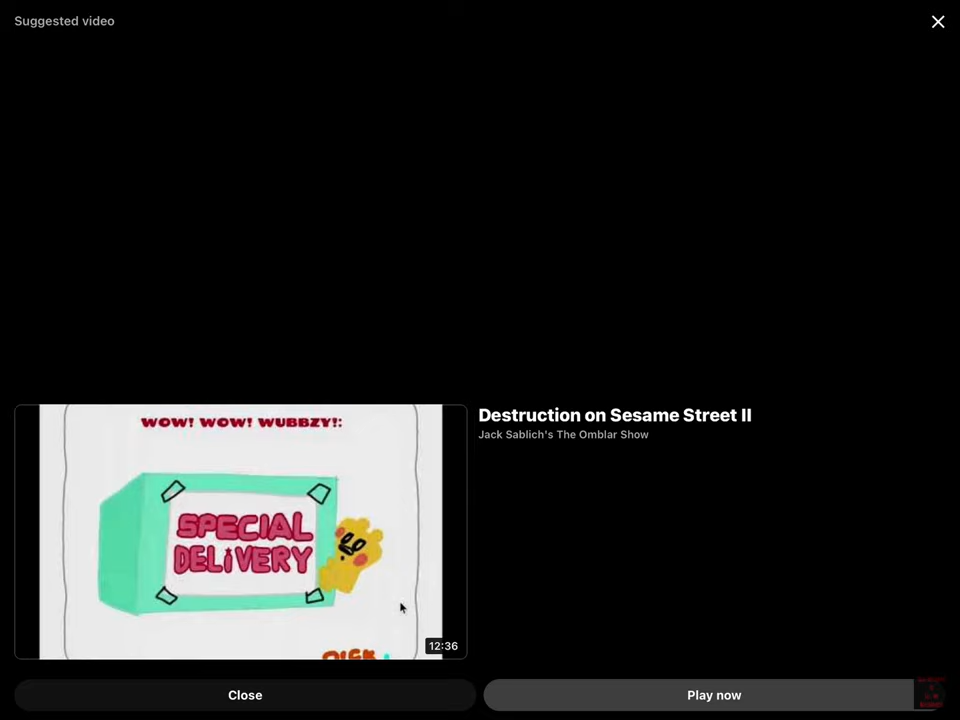 Suggested video
WOW! WOW! WUBBZY!:
SPECIAL
DELiVERY
12:36
Destruction on Sesame Street II
Jack Sablich's The Omblar Show
Close
Play now